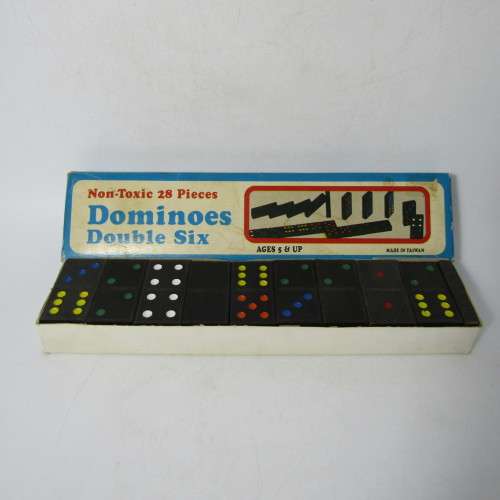 Non-Toxic 28 Pieces
Dominoes
Double Six
AGES 5 & UP
MADE IN TAIWAN